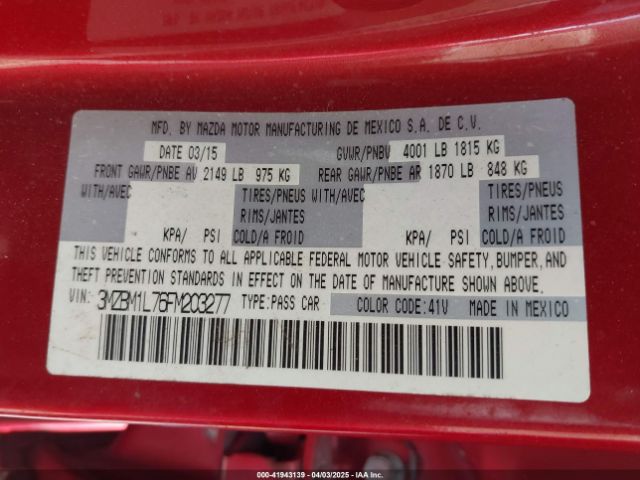 MFD. BY MAZDA MOTOR MANUFACTURING DE MEXICO S.A. DE C.V.
DATE 03/15 GVWR/PNBV 4001 LB 1815 KG
FRONT GAWR/PNBE AV 2149 LB 975 KG REAR GAWR/PNBE AR 1870 LB 848 KG
WITH/AVEC TIRES/PNEUS WITH/AVEC TIRES/PNEUS
RIMS/JANTES RIMS/JANTES
KPA/ PSI COLD/A FROID KPA/ PSI COLD/A FROID
THIS VEHICLE CONFORMS TO ALL APPLICABLE FEDERAL MOTOR VEHICLE SAFETY, BUMPER, AND
THEFT PREVENTION STANDARDS IN EFFECT ON THE DATE OF MANUFACTURE SHOWN ABOVE.
VIN: 3MZBM1L76FM203277 TYPE:PASS CAR COLOR CODE:41V MADE IN MEXICO
000-41943139 - 04/03/2025 - IAA Inc.